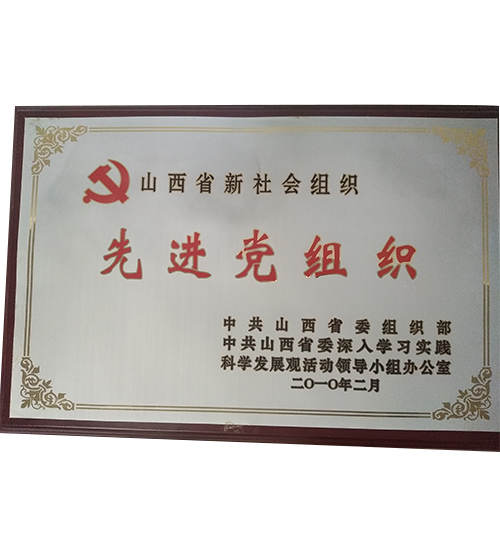 山西省新社会组织
先进党组织
中共山西省委组织部
中共山西省委深入学习实践
科学发展观活动领导小组办公室
二〇一〇年二月